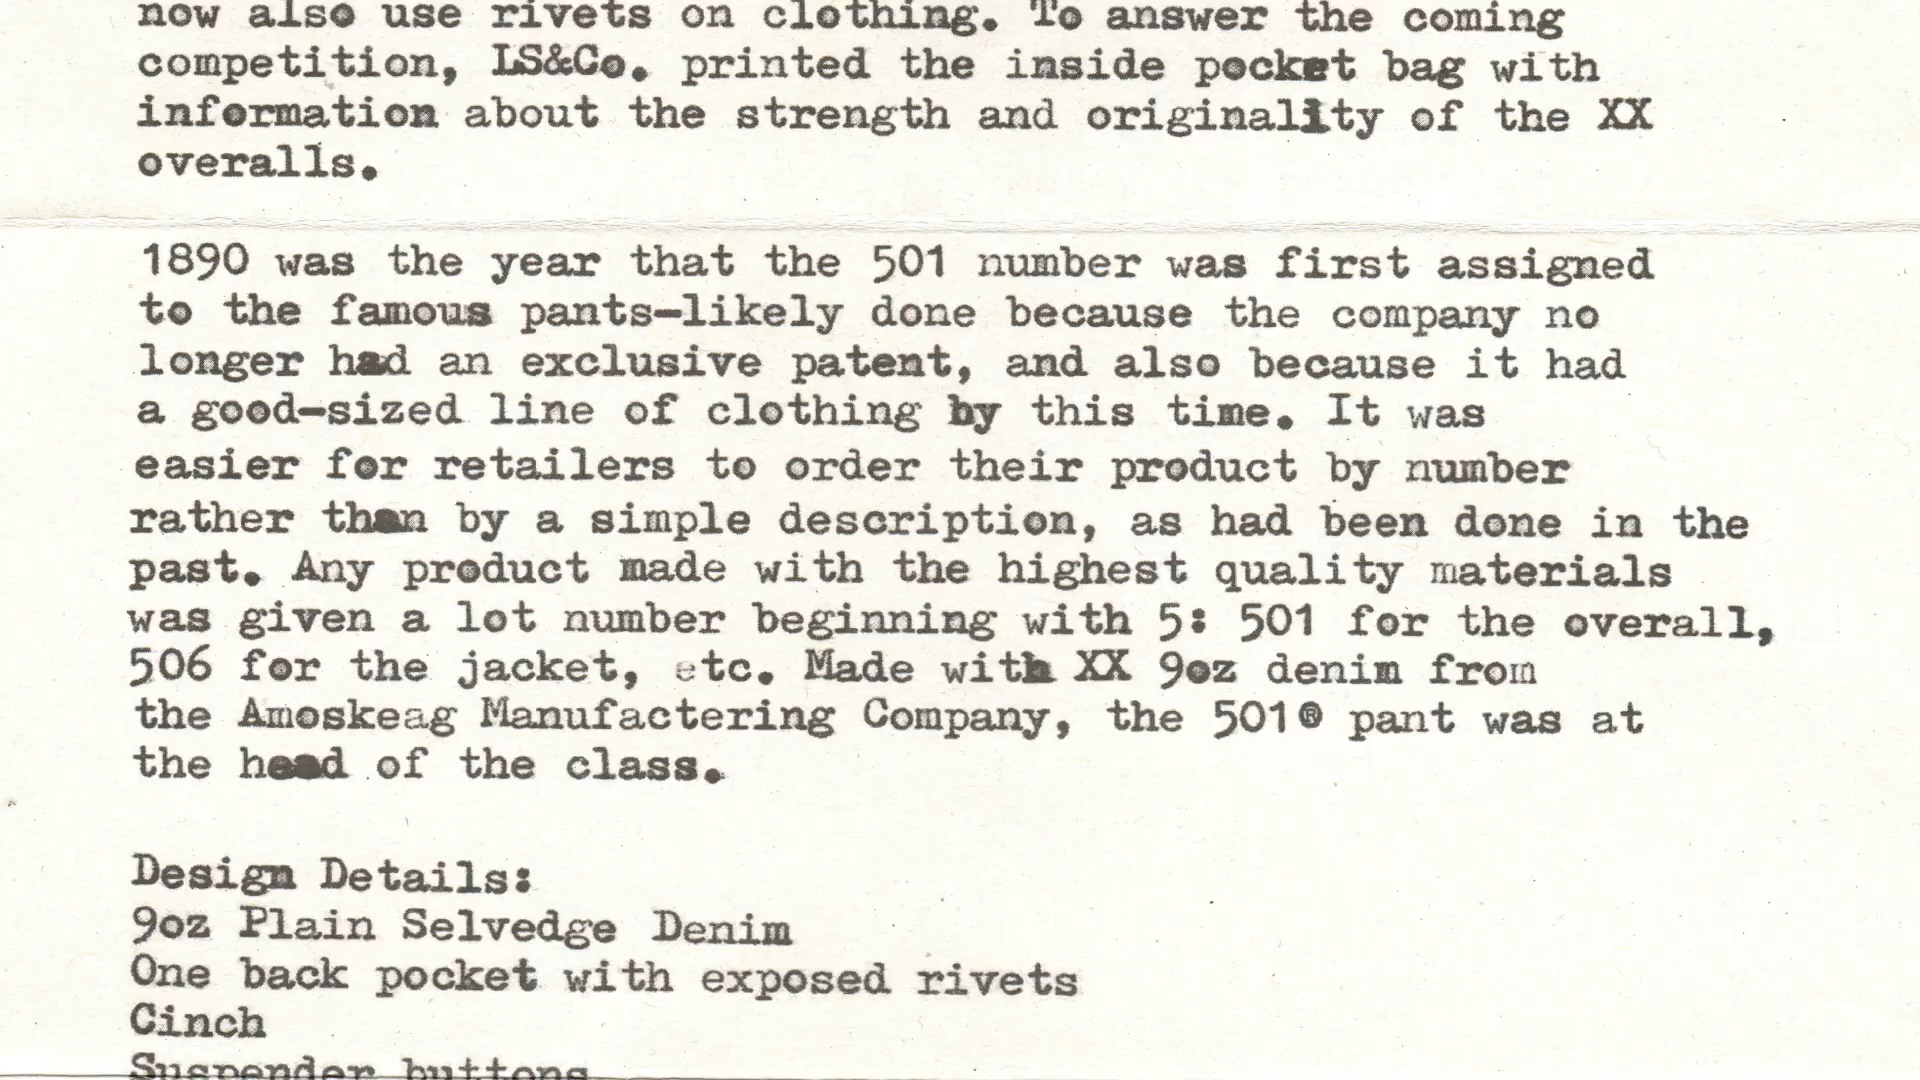 now also use rivets on clothing. To answer the coming
competition, LS&Co. printed the inside pocket bag with
information about the strength and originality of the XX
overalls.
1890 was the year that the 501 number was first assigned
to the famous pants-likely done because the company no
longer had an exclusive patent, and also because it had
a good-sized line of clothing by this time. It was
easier for retailers to order their product by number
rather than by a simple description, as had been done in the
past. Any product made with the highest quality materials
was given a lot number beginning with 5: 501 for the overall,
506 for the jacket, etc. Made with XX 9oz denim from
the Amoskeag Manufactering Company, the 501® pant was at
the head of the class.
Design Details:
9oz Plain Selvedge Denim
One back pocket with exposed rivets
Cinch
Suspender buttons